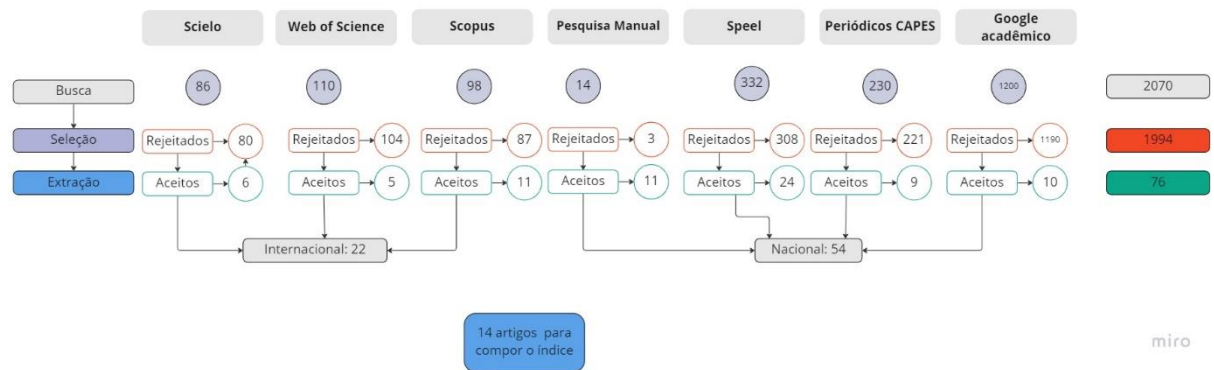 Scielo
Web of Science
Scopus
Pesquisa Manual
Speel
Periódicos CAPES
Google
acadêmico
Busca
86
110
98
14
332
230
1200
2070
Seleção
Rejeitados
80
Rejeitados
104
Rejeitados
87
Rejeitados
3
Rejeitados
308
Rejeitados
221
Rejeitados
1190
1994
Extração
Aceitos
6
Aceitos
5
Aceitos
11
Aceitos
11
Aceitos
24
Aceitos
9
Aceitos
10
76
Internacional: 22
Nacional: 54
14 artigos para
compor o índice
miro